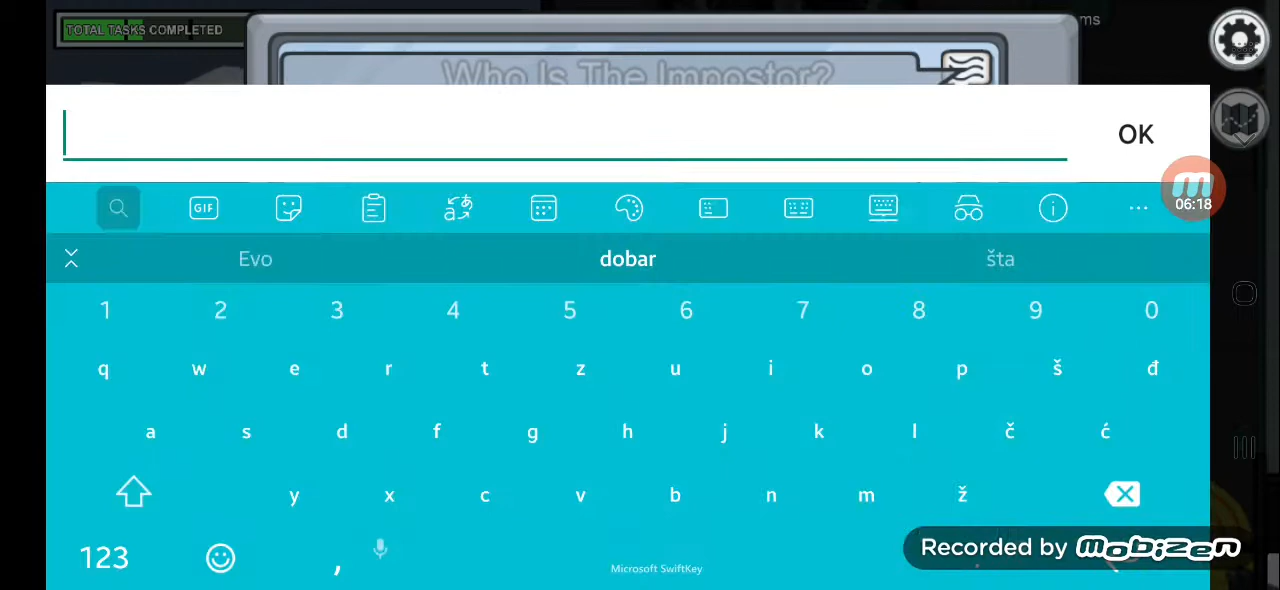 TOTAL TASKS COMPLETED
ms
Who Is The Impostor?
OK
GIF
06:18
Evo dobar šta
1 2 3 4 5 6 7 8 9 0
q w e r t z u i o p š đ
a s d f g h j k l č ć
y x c v b n m ž
123 , Microsoft SwiftKey
Recorded by mobizen